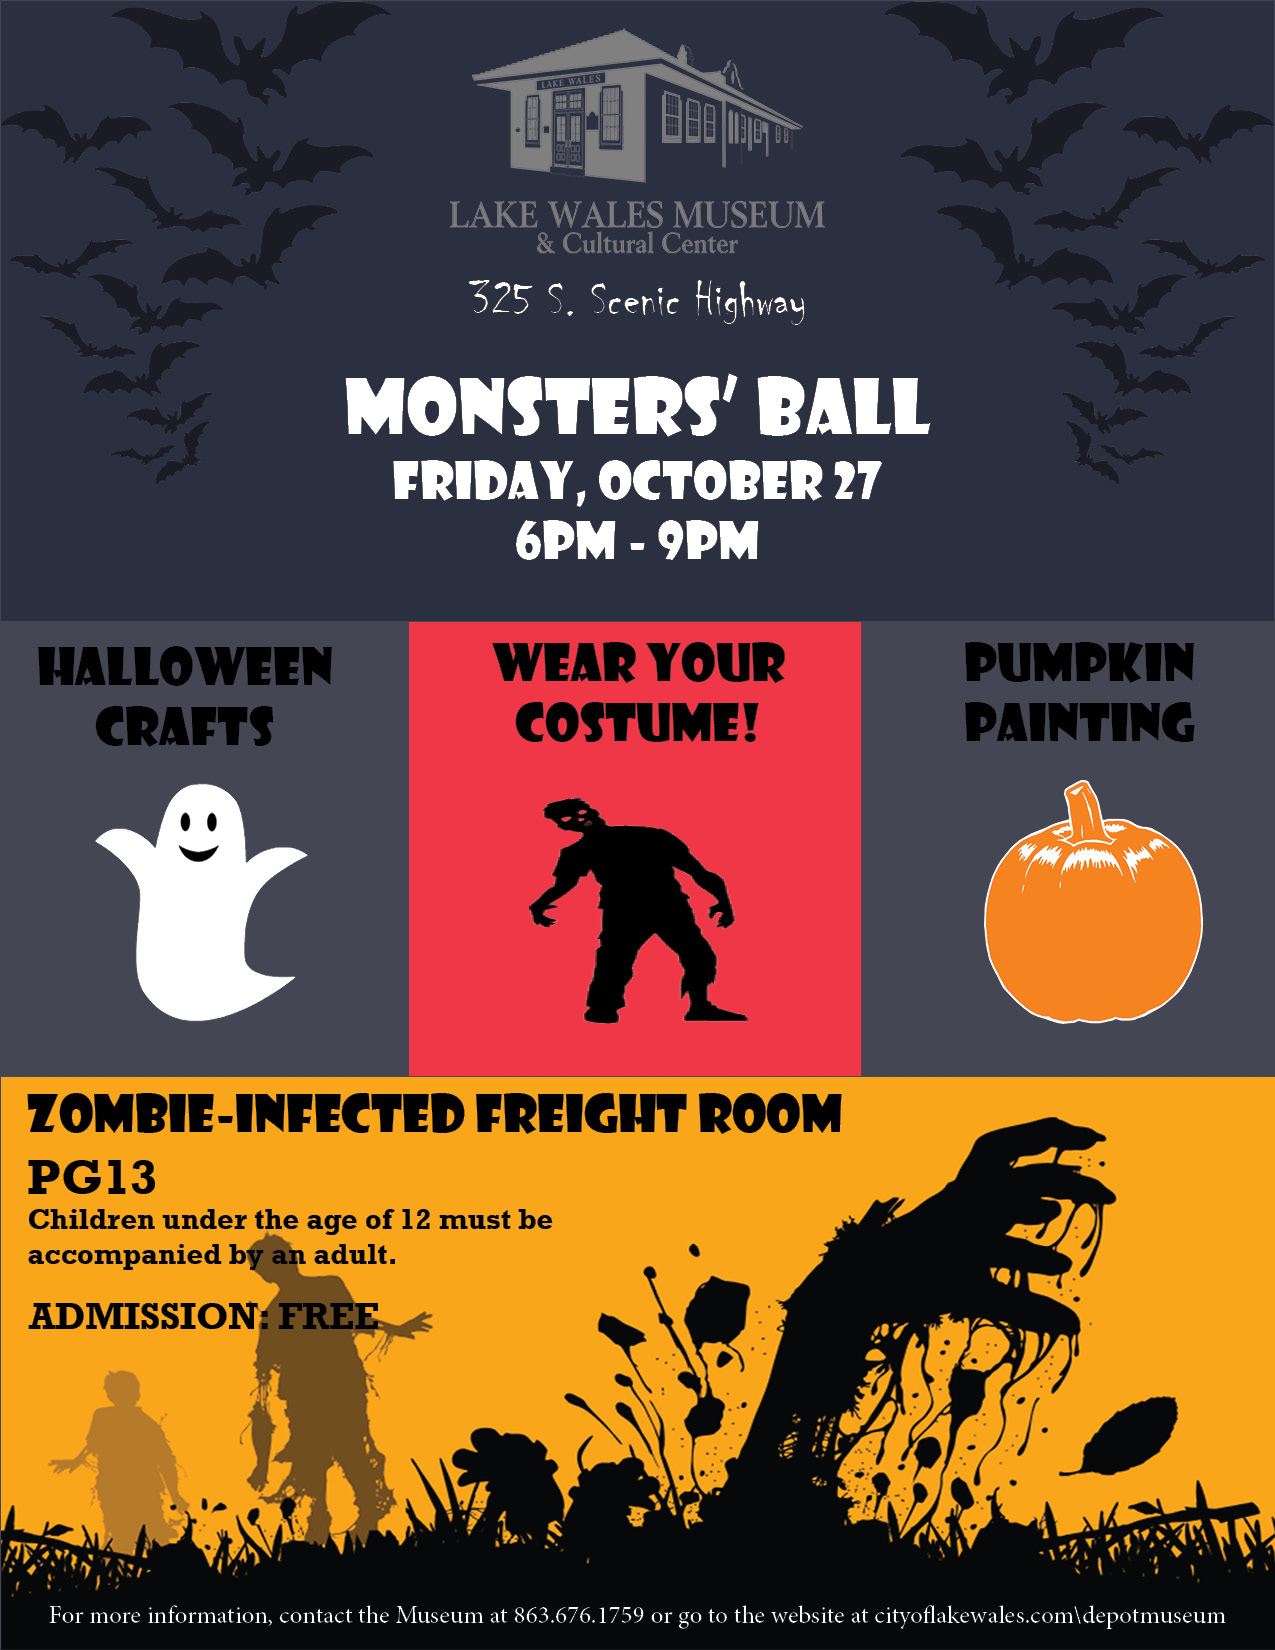 LAKE WALES
LAKE WALES MUSEUM
& Cultural Center
325 S. Scenic Highway
MONSTERS' BALL
FRIDAY, OCTOBER 27
6PM - 9PM
HALLOWEEN
CRAFTS
WEAR YOUR
COSTUME!
PUMPKIN
PAINTING
ZOMBIE-INFECTED FREIGHT ROOM
PG13
Children under the age of 12 must be
accompanied by an adult.
ADMISSION: FREE
For more information, contact the Museum at 863.676.1759 or go to the website at cityoflakewales.com\depotmuseum